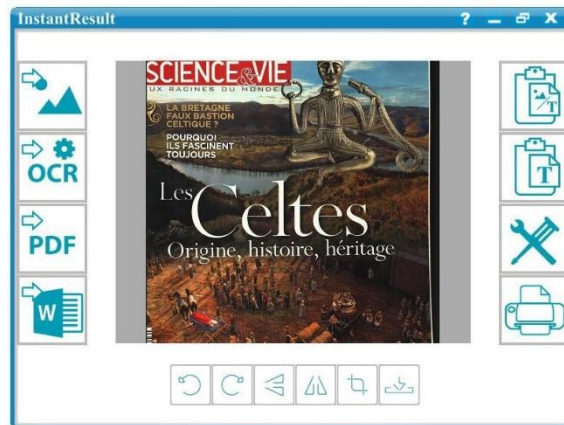 InstantResult
?
SCIENCE & VIE
UX RACINES DU MONDE
LA BRETAGNE
FAUX BASTION
CELTIQUE ?
POURQUOI
ILS FASCINENT
TOUJOURS
Les Celtes
Origine, histoire, héritage
OCR
PDF
W
T
T